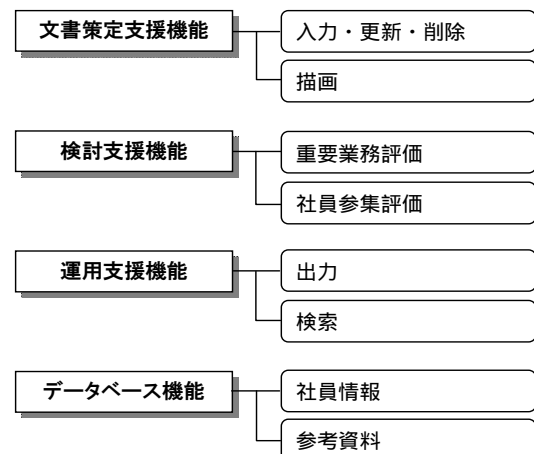 文書策定支援機能
入力・更新・削除
描画
検討支援機能
重要業務評価
社員参集評価
運用支援機能
出力
検索
データベース機能
社員情報
参考資料